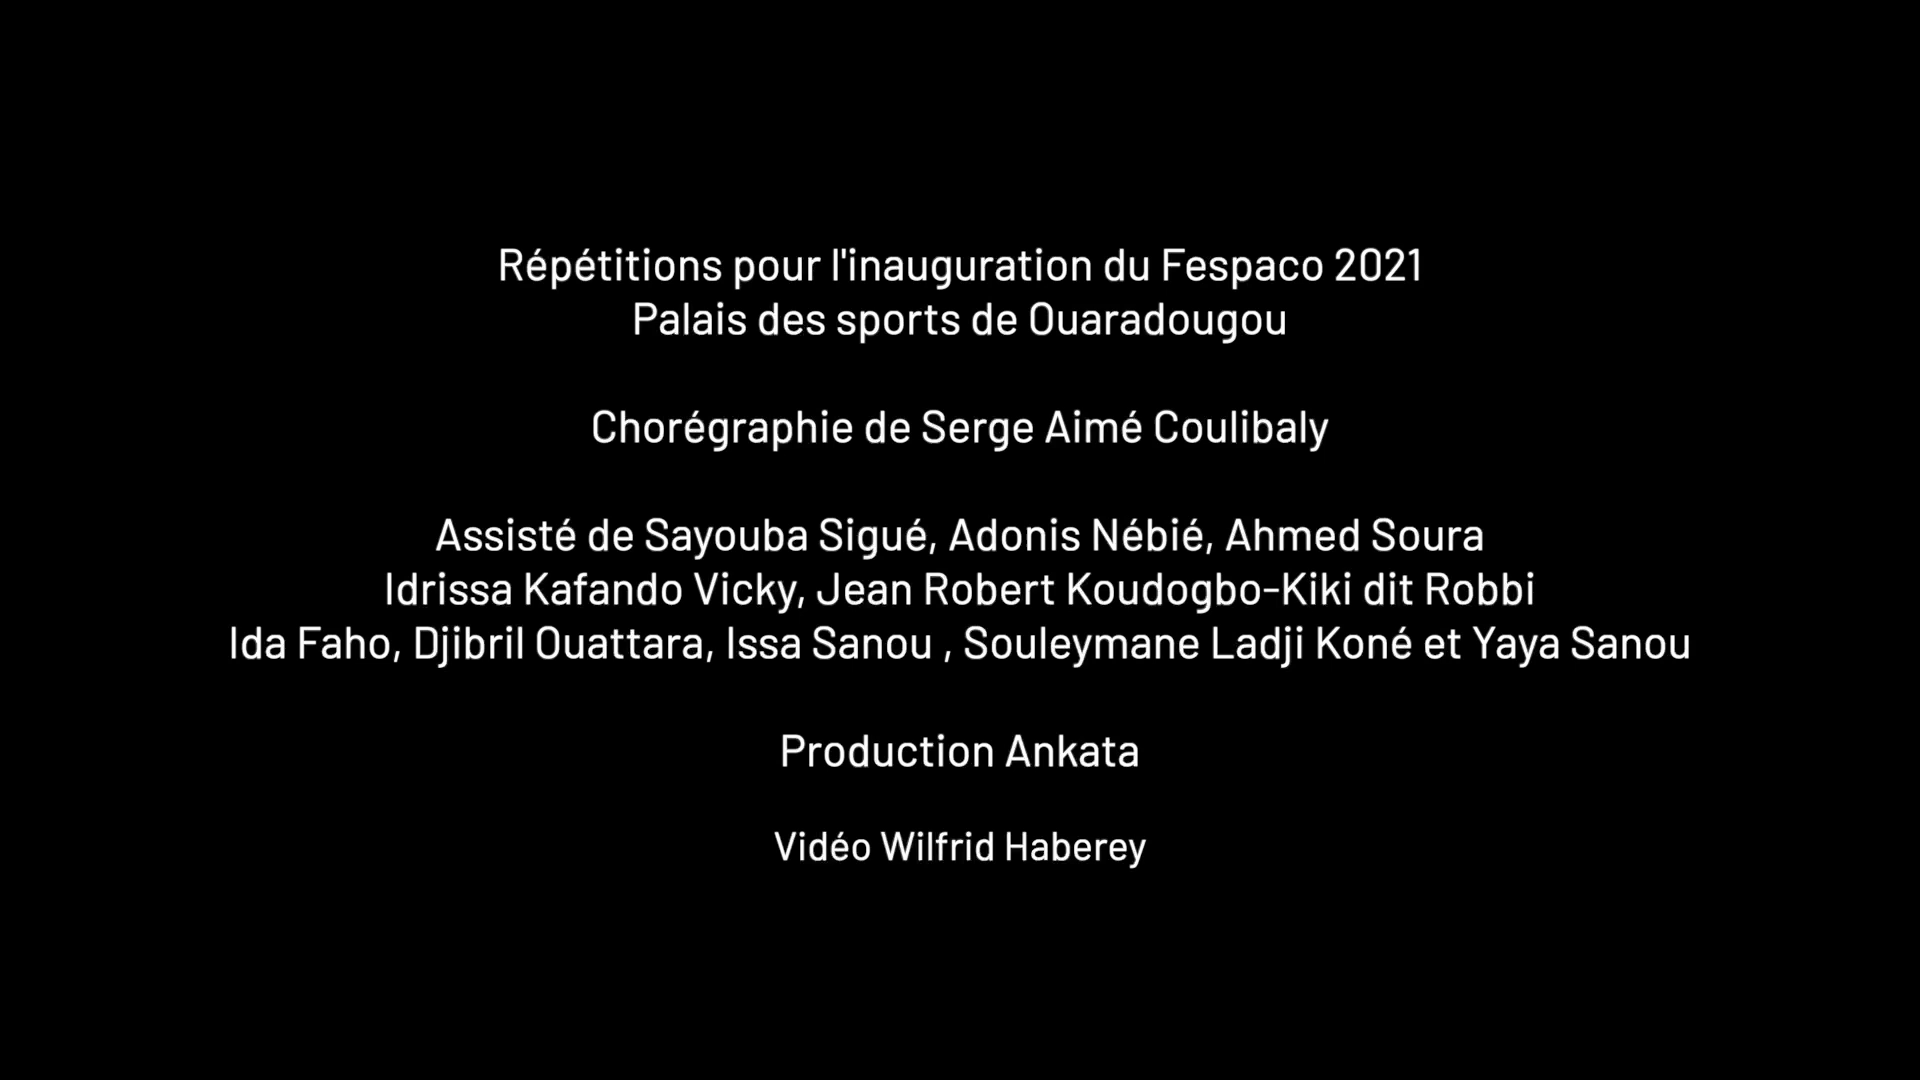 Répétitions pour l'inauguration du Fespaco 2021
Palais des sports de Ouaradougou
Chorégraphie de Serge Aimé Coulibaly
Assisté de Sayouba Sigué, Adonis Nébié, Ahmed Soura
Idrissa Kafando Vicky, Jean Robert Koudogbo-Kiki dit Robbi
Ida Faho, Djibril Ouattara, Issa Sanou , Souleymane Ladji Koné et Yaya Sanou
Production Ankata
Vidéo Wilfrid Haberey